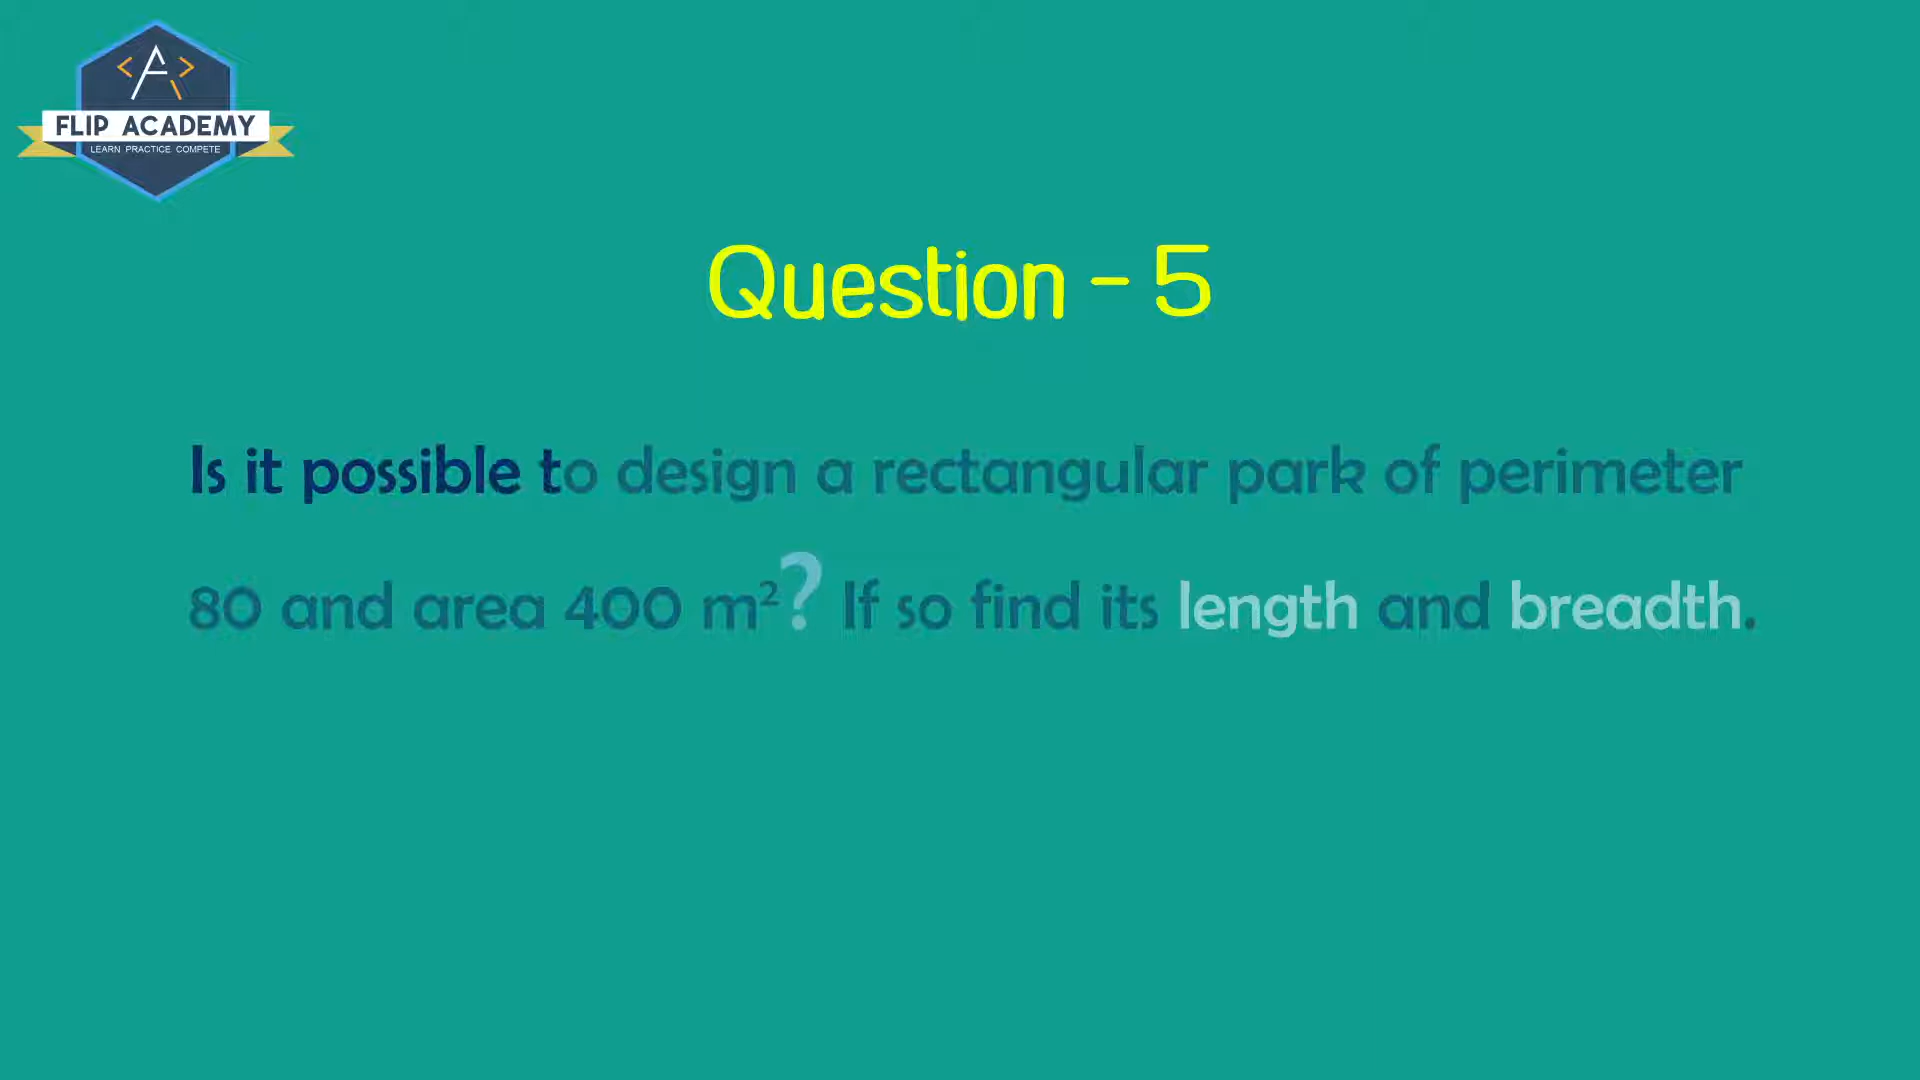 A
FLIP ACADEMY
LEARN PRACTICE COMPETE
Question - 5
Is it possible to design a rectangular park of perimeter
80 and area 400 m²? If so find its length and breadth.